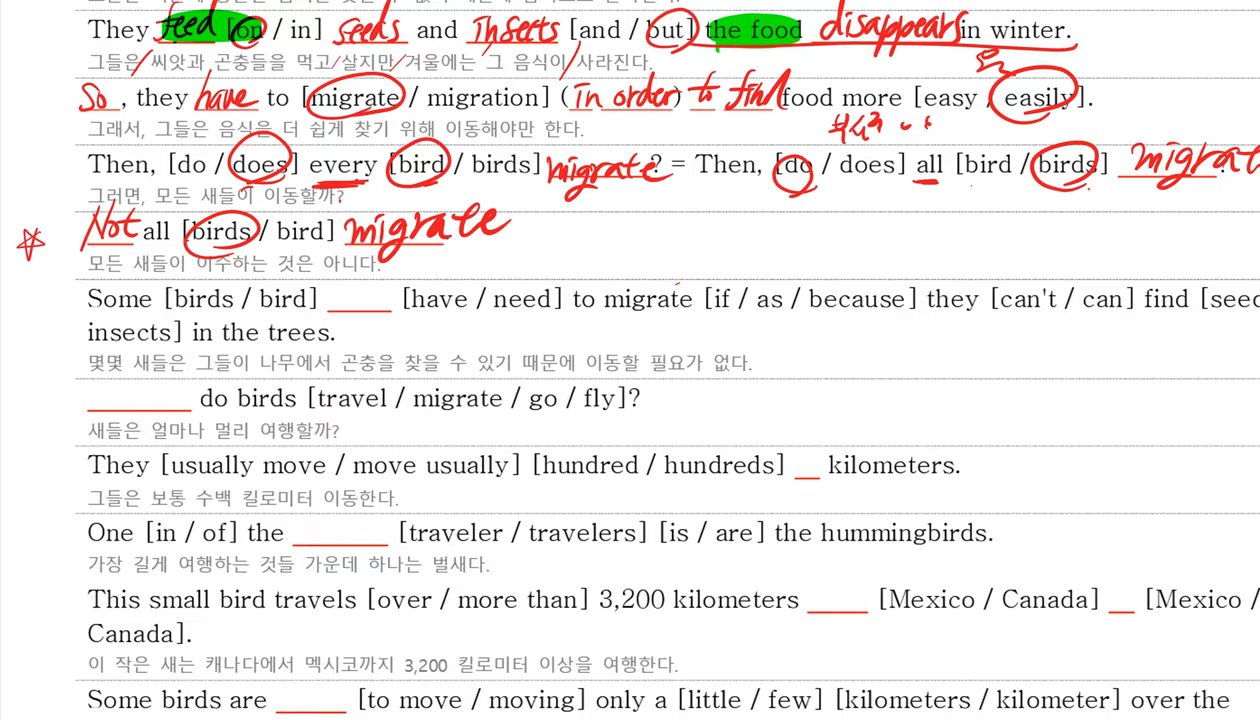 They feed [on / in] seeds and insects [and / but] the food disappears in winter.
그들은 씨앗과 곤충들을 먹고 살지만 겨울에는 그 음식이 사라진다.
So, they have to [migrate / migration] (in order) to find food more [easy / easily].
그래서, 그들은 음식은 더 쉽게 찾기 위해 이동해야만 한다.
Then, [do / does] every [bird / birds] migrate? = Then, [do / does] all [bird / birds] migrat
그러면, 모든 새들이 이동할까?
Not all [birds / bird] migrate
모든 새들이 이주하는 것은 아니다.
Some [birds / bird] _____ [have / need] to migrate [if / as / because] they [can't / can] find [seed
insects] in the trees.
몇몇 새들은 그들이 나무에서 곤충을 찾을 수 있기 때문에 이동할 필요가 없다.
________ do birds [travel / migrate / go / fly]?
새들은 얼마나 멀리 여행할까?
They [usually move / move usually] [hundred / hundreds] __ kilometers.
그들은 보통 수백 킬로미터 이동한다.
One [in / of] the _______ [traveler / travelers] [is / are] the hummingbirds.
가장 길게 여행하는 것들 가운데 하나는 벌새다.
This small bird travels [over / more than] 3,200 kilometers _____ [Mexico / Canada] __ [Mexico /
Canada].
이 작은 새는 캐나다에서 멕시코까지 3,200 킬로미터 이상을 여행한다.
Some birds are _____ [to move / moving] only a [little / few] [kilometers / kilometer] over the